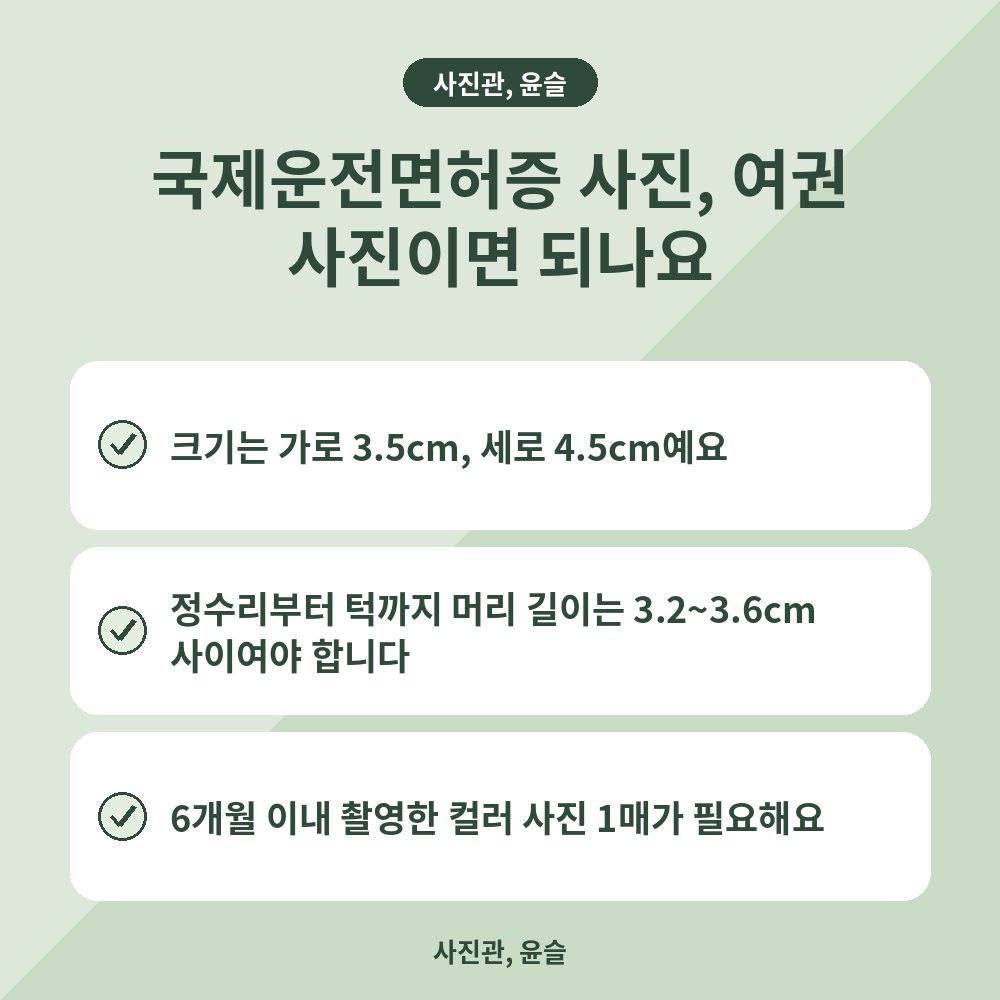 사진관, 윤슬
국제운전면허증 사진, 여권
사진이면 되나요
크기는 가로 3.5cm, 세로 4.5cm예요
정수리부터 턱까지 머리 길이는 3.2~3.6cm
사이여야 합니다
6개월 이내 촬영한 컬러 사진 1매가 필요해요
사진관, 윤슬